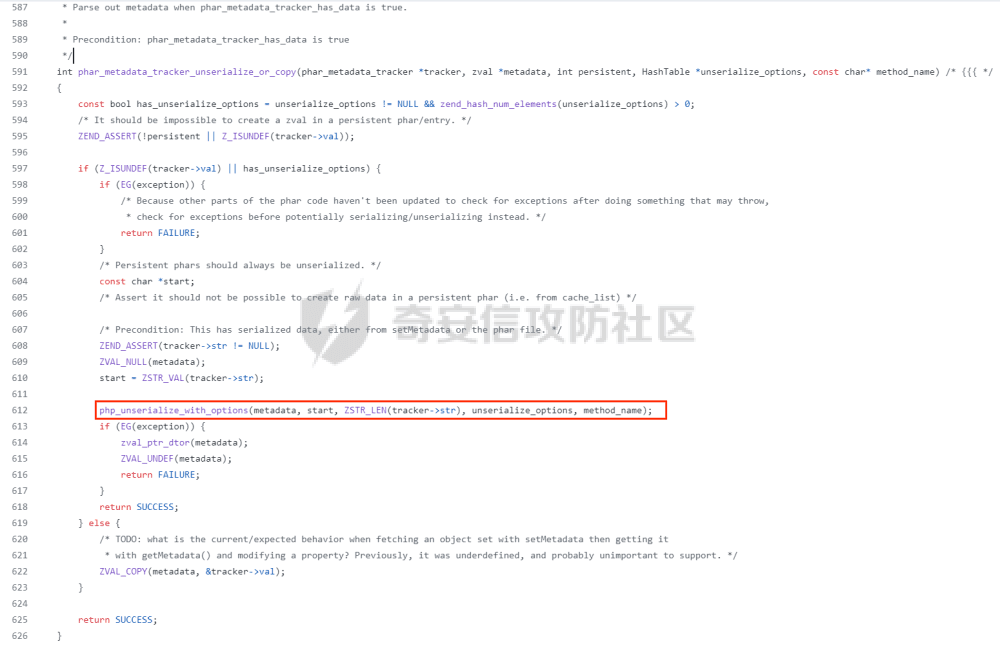 587 * Parse out metadata when phar_metadata_tracker_has_data is true.
588 *
589 * Precondition: phar_metadata_tracker_has_data is true
590 */
591 int phar_metadata_tracker_unserialize_or_copy(phar_metadata_tracker *tracker, zval *metadata, int persistent, HashTable *unserialize_options, const char* method_name) /* {{{ */
592 {
593 const bool has_unserialize_options = unserialize_options != NULL && zend_hash_num_elements(unserialize_options) > 0;
594 /* It should be impossible to create a zval in a persistent phar/entry. */
595 ZEND_ASSERT(!persistent || Z_ISUNDEF(tracker->val));
596
597 if (Z_ISUNDEF(tracker->val) || has_unserialize_options) {
598 if (EG(exception)) {
599 /* Because other parts of the phar code haven't been updated to check for exceptions after doing something that may throw,
600 * check for exceptions before potentially serializing/unserializing instead. */
601 return FAILURE;
602 }
603 /* Persistent phars should always be unserialized. */
604 const char *start;
605 /* Assert it should not be possible to create raw data in a persistent phar (i.e. from cache_list) */
606
607 /* Precondition: This has serialized data, either from setMetadata or the phar file. */
608 ZEND_ASSERT(tracker->str != NULL);
609 ZVAL_NULL(metadata);
610 start = ZSTR_VAL(tracker->str);
611
612 php_unserialize_with_options(metadata, start, ZSTR_LEN(tracker->str), unserialize_options, method_name);
613 if (EG(exception)) {
614 zval_ptr_dtor(metadata);
615 ZVAL_UNDEF(metadata);
616 return FAILURE;
617 }
618 return SUCCESS;
619 } else {
620 /* TODO: what is the current/expected behavior when fetching an object set with setMetadata then getting it
621 * with getMetadata() and modifying a property? Previously, it was underdefined, and probably unimportant to support. */
622 ZVAL_COPY(metadata, &tracker->val);
623 }
624
625 return SUCCESS;
626 }
奇安信攻防社区